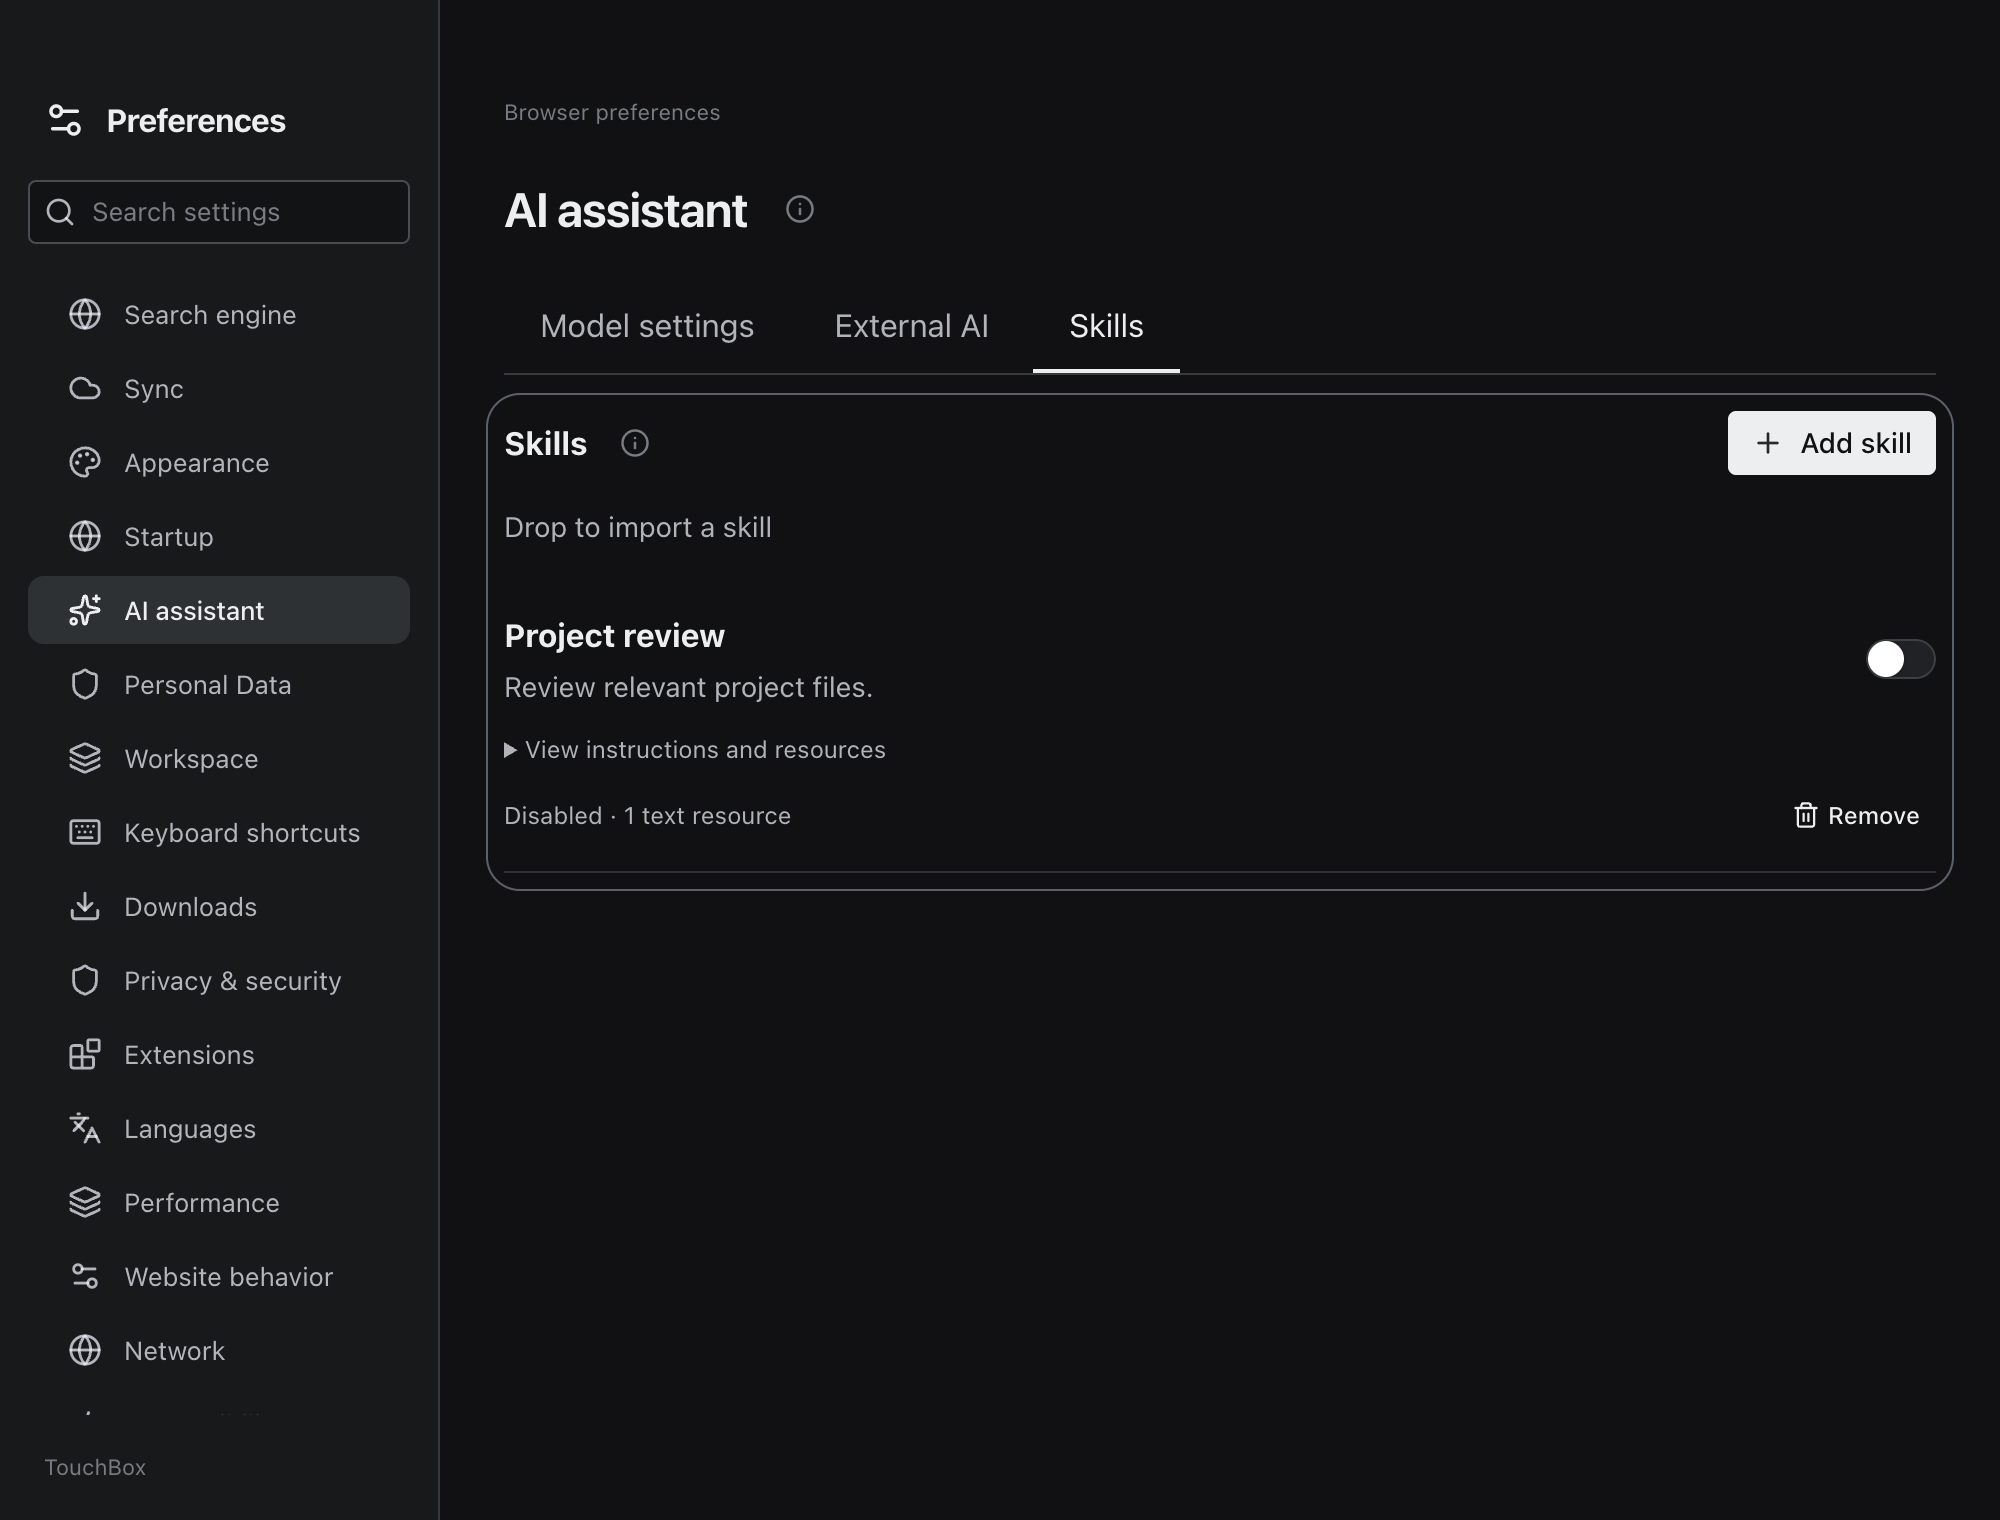 Preferences
Search settings
Search engine
Sync
Appearance
Startup
AI assistant
Personal Data
Workspace
Keyboard shortcuts
Downloads
Privacy & security
Extensions
Languages
Performance
Website behavior
Network
TouchBox
Browser preferences
AI assistant
Model settings
External AI
Skills
Skills
Add skill
Drop to import a skill
Project review
Review relevant project files.
View instructions and resources
Disabled · 1 text resource
Remove